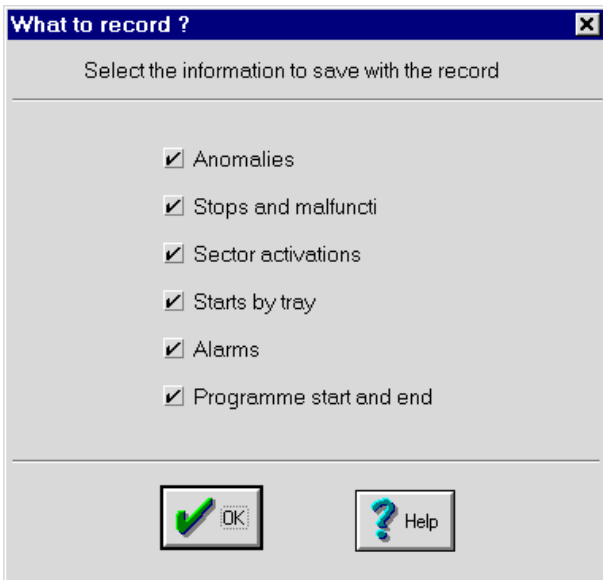 What to record ?
Select the information to save with the record
Anomalies
Stops and malfuncti
Sector activations
Starts by tray
Alarms
Programme start and end
OK
Help